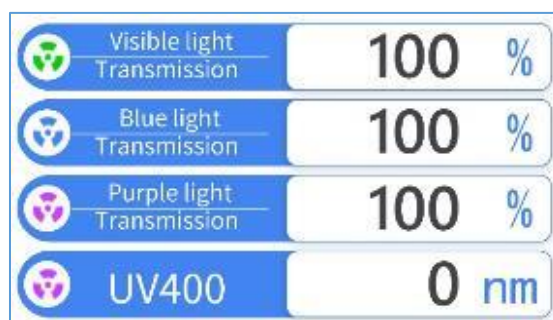 Visible light
Transmission
100 %
Blue light
Transmission
100 %
Purple light
Transmission
100 %
UV400
0 nm